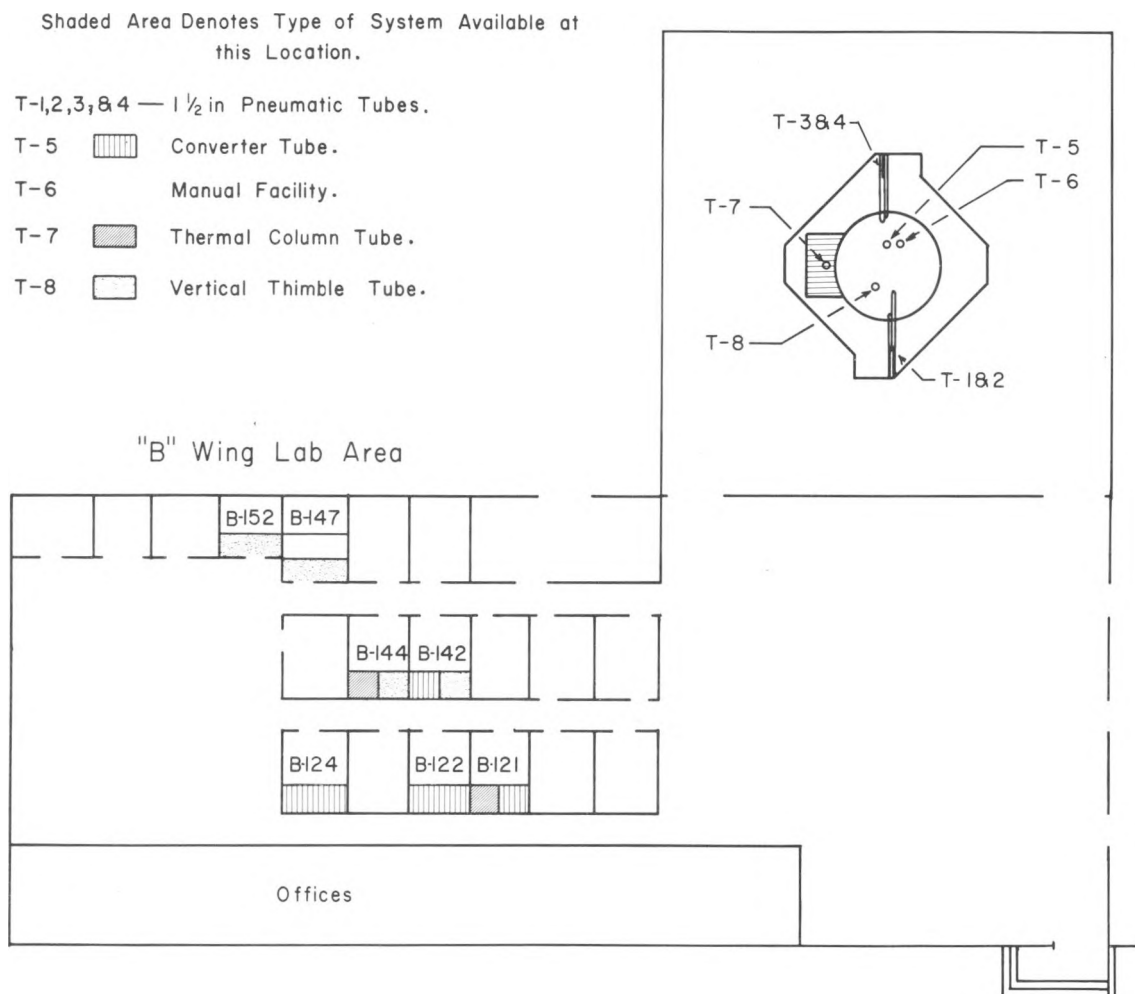 Shaded Area Denotes Type of System Available at
this Location.
T-1,2,3,&4 — 1 ½ in Pneumatic Tubes.
T-5 Converter Tube.
T-6 Manual Facility.
T-7 Thermal Column Tube.
T-8 Vertical Thimble Tube.
T-3&4
T-5
T-6
T-7
T-8
T-1&2
"B" Wing Lab Area
B-152 B-147
B-144 B-142
B-124 B-122 B-121
Offices